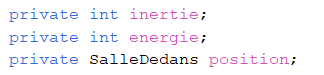 private int inertie;
private int energie;
private SalleDedans position;